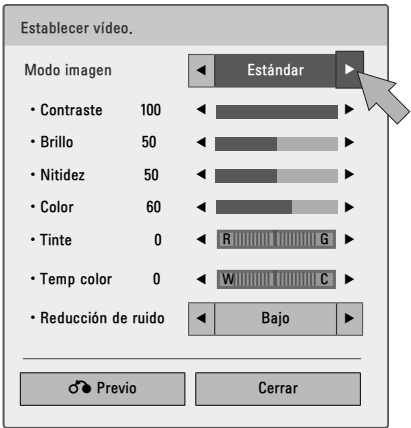 Establecer vídeo.
Modo imagen ◀ Estándar ▶
• Contraste 100 ◀ ▶
• Brillo 50 ◀ ▶
• Nitidez 50 ◀ ▶
• Color 60 ◀ ▶
• Tinte 0 ◀ R G ▶
• Temp color 0 ◀ W C ▶
• Reducción de ruido ◀ Bajo ▶
Previo Cerrar